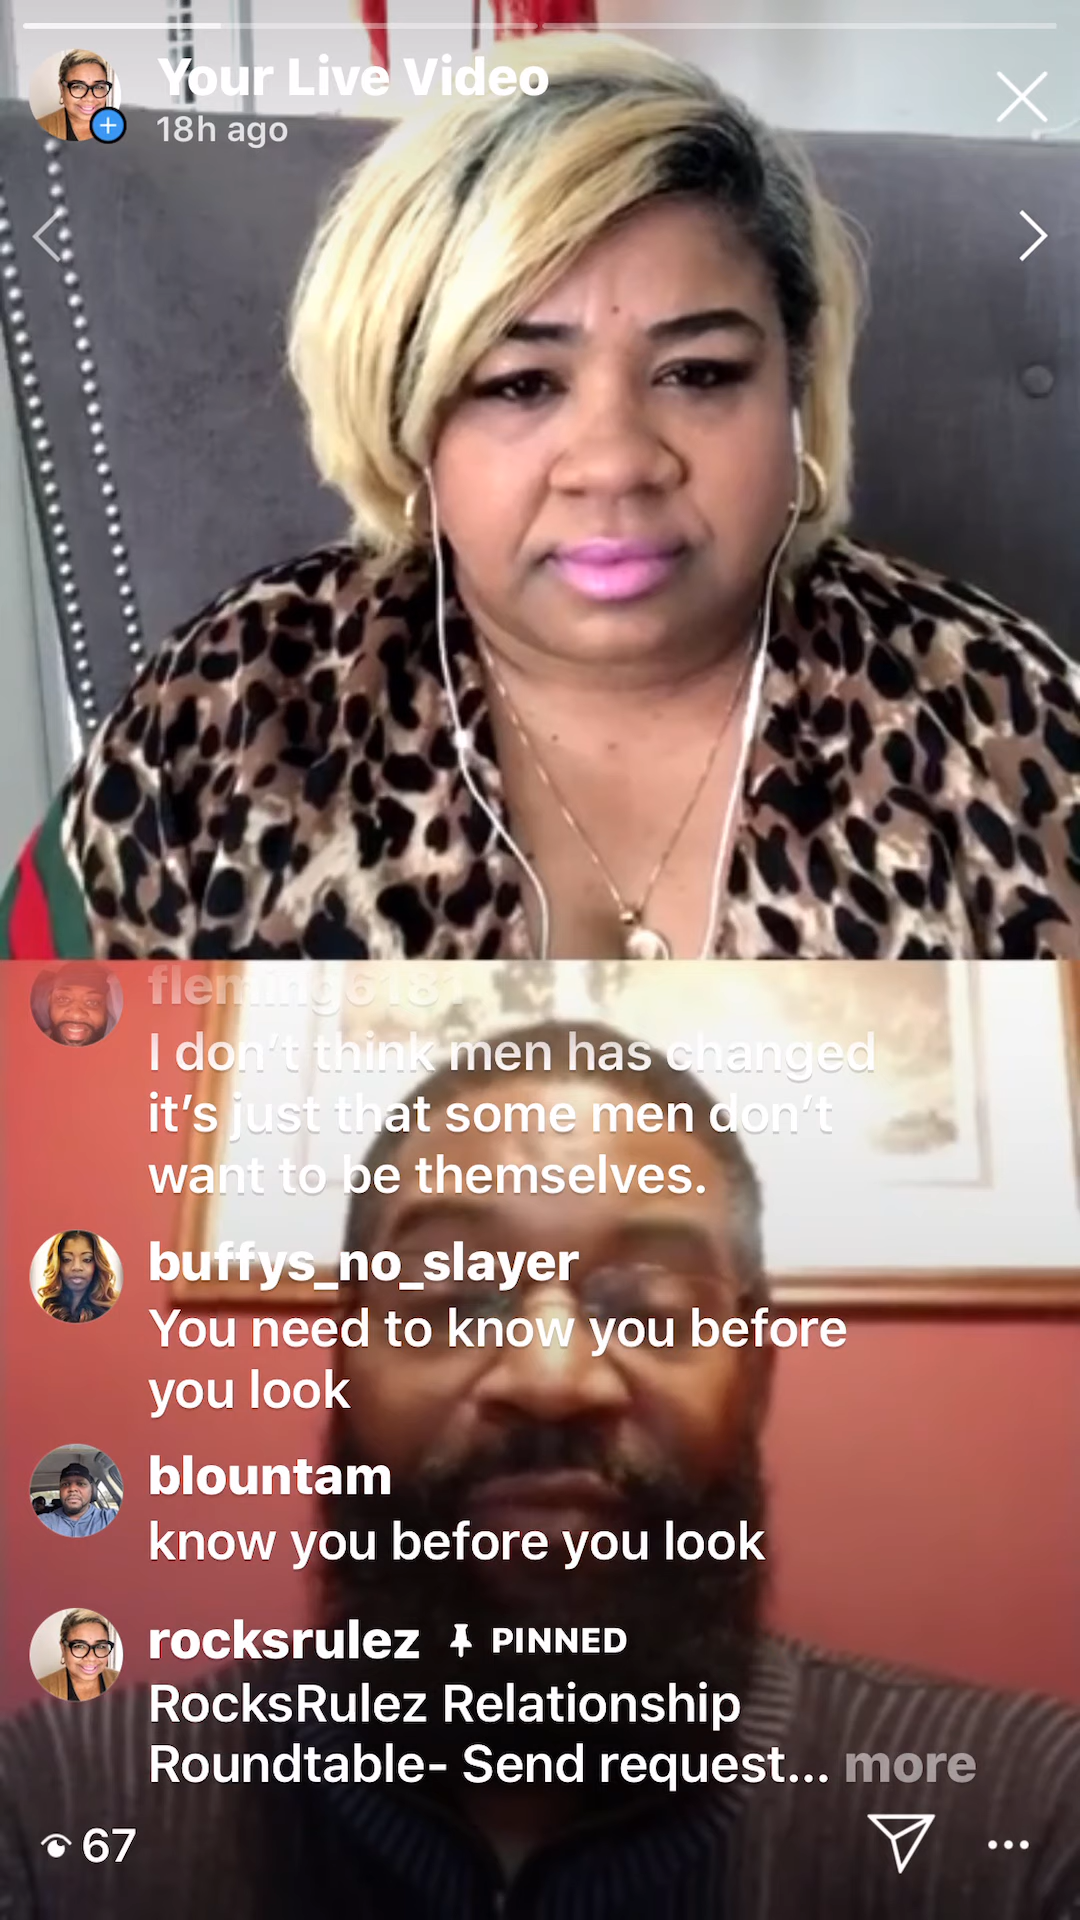 Your Live Video
18h ago
fleming6181
I don't think men has changed
it's just that some men don't
want to be themselves.
buffys_no_slayer
You need to know you before
you look
blountam
know you before you look
rocksrulez PINNED
RocksRulez Relationship
Roundtable- Send request... more
67